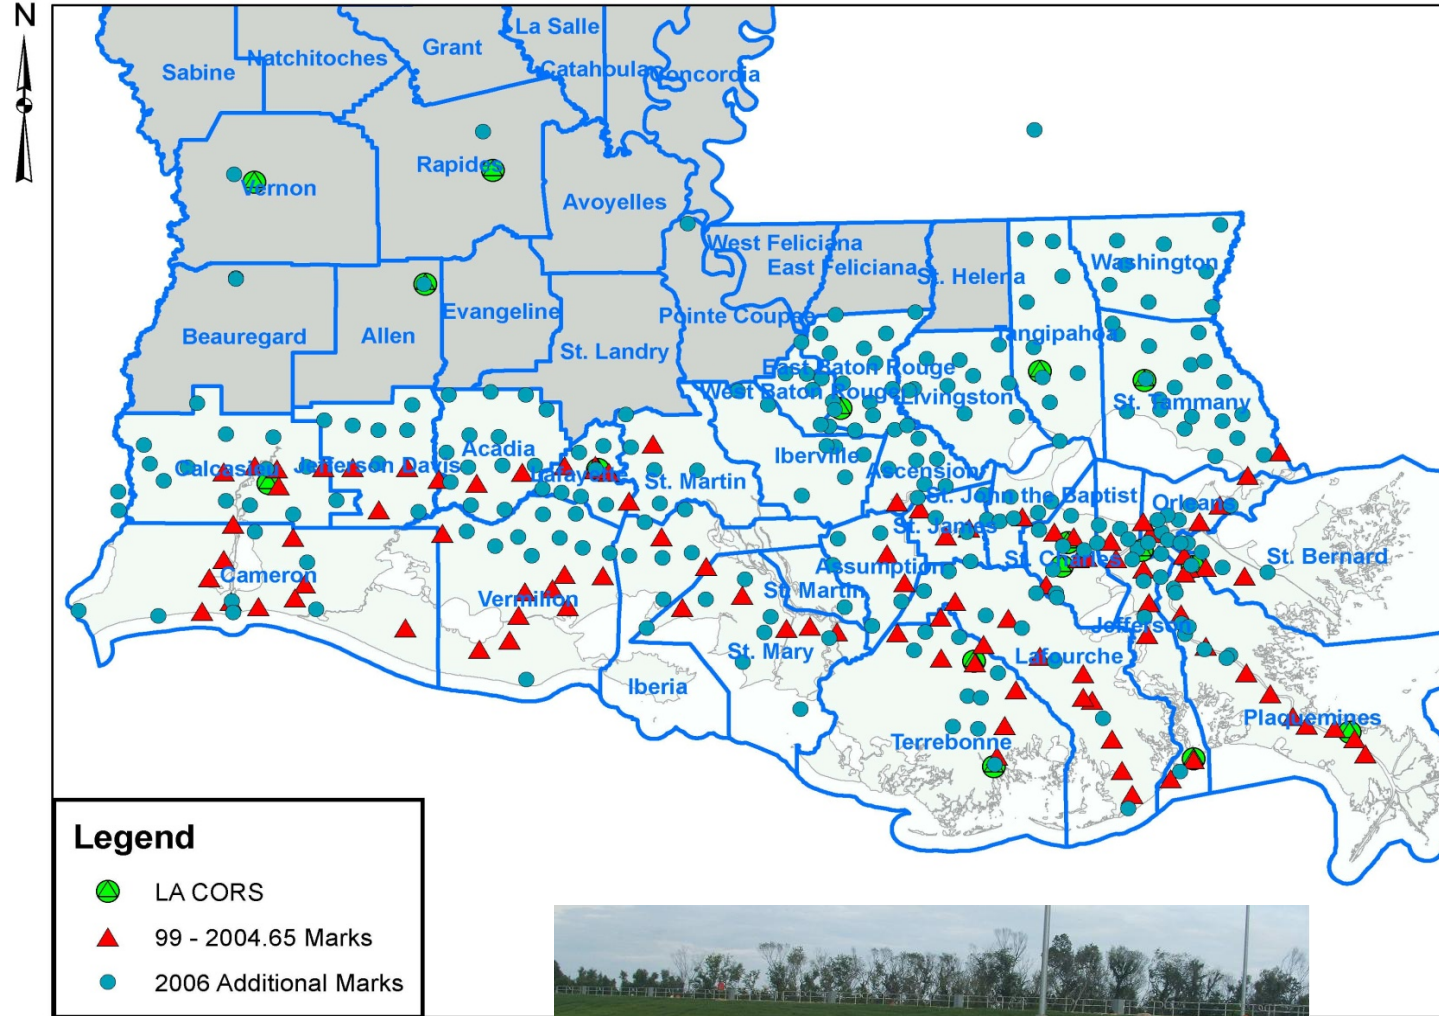 N
La Salle
Grant
Natchitoches
Sabine
Catahoula
Concordia
Rapides
Vernon
Avoyelles
West Feliciana
East Feliciana
St. Helena
Washington
Evangeline
Pointe Coupee
Beauregard
Allen
St. Landry
Tangipahoa
East Baton Rouge
West Baton Rouge
Livingston
St. Tammany
Acadia
Iberville
Calcasieu
Jefferson Davis
Lafayette
St. Martin
Ascension
St. John the Baptist
Orleans
St. James
St. Bernard
Cameron
St. Charles
Assumption
Vermilion
St. Martin
Jefferson
St. Mary
Lafourche
Iberia
Plaquemines
Terrebonne
Legend
LA CORS
99 - 2004.65 Marks
2006 Additional Marks